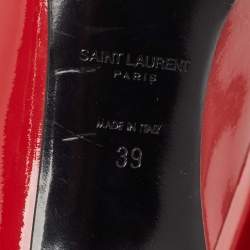 SAINT LAURENT
PARIS
MADE IN ITALY
39